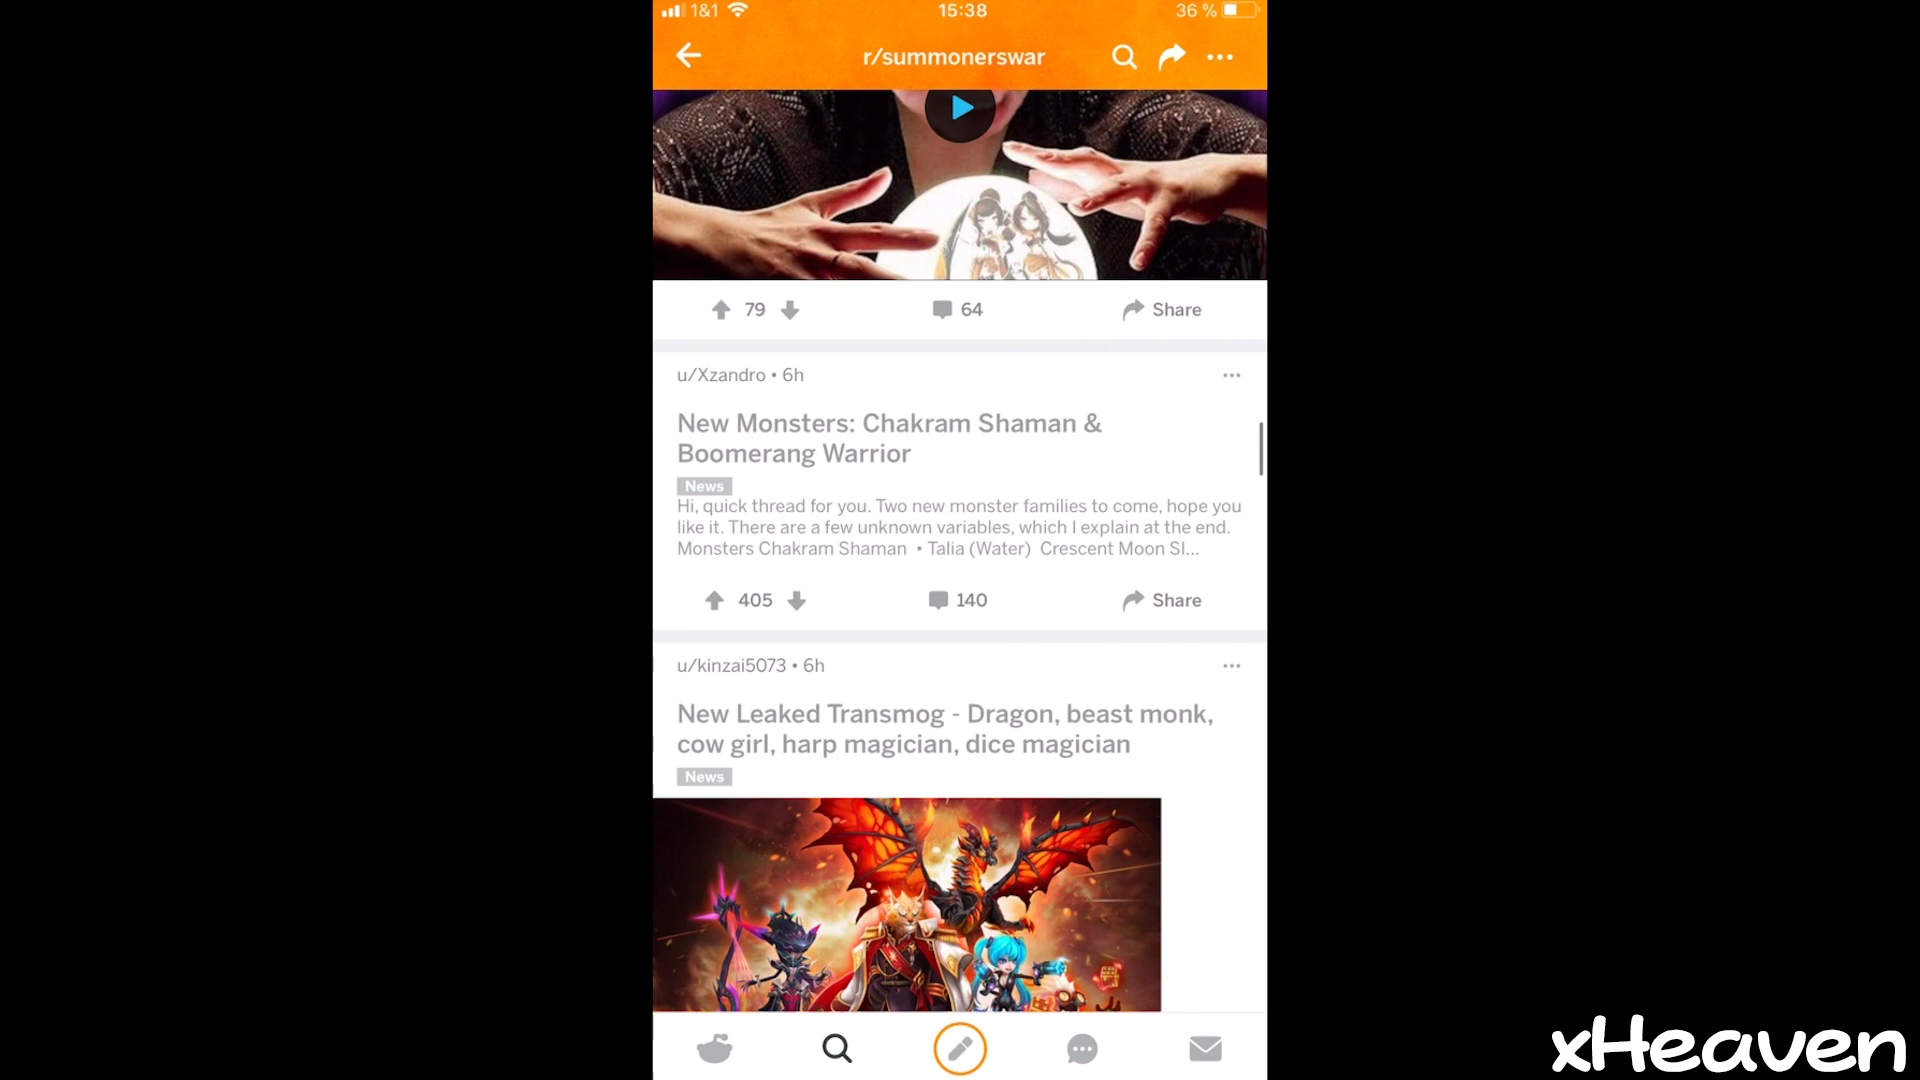 1&1 15:38 36 %
r/summonerswar
79 64 Share
u/Xzandro • 6h
New Monsters: Chakram Shaman &
Boomerang Warrior
News
Hi, quick thread for you. Two new monster families to come, hope you
like it. There are a few unknown variables, which I explain at the end.
Monsters Chakram Shaman • Talia (Water) Crescent Moon Sl...
405 140 Share
u/kinzai5073 • 6h
New Leaked Transmog - Dragon, beast monk,
cow girl, harp magician, dice magician
News
xHeaven